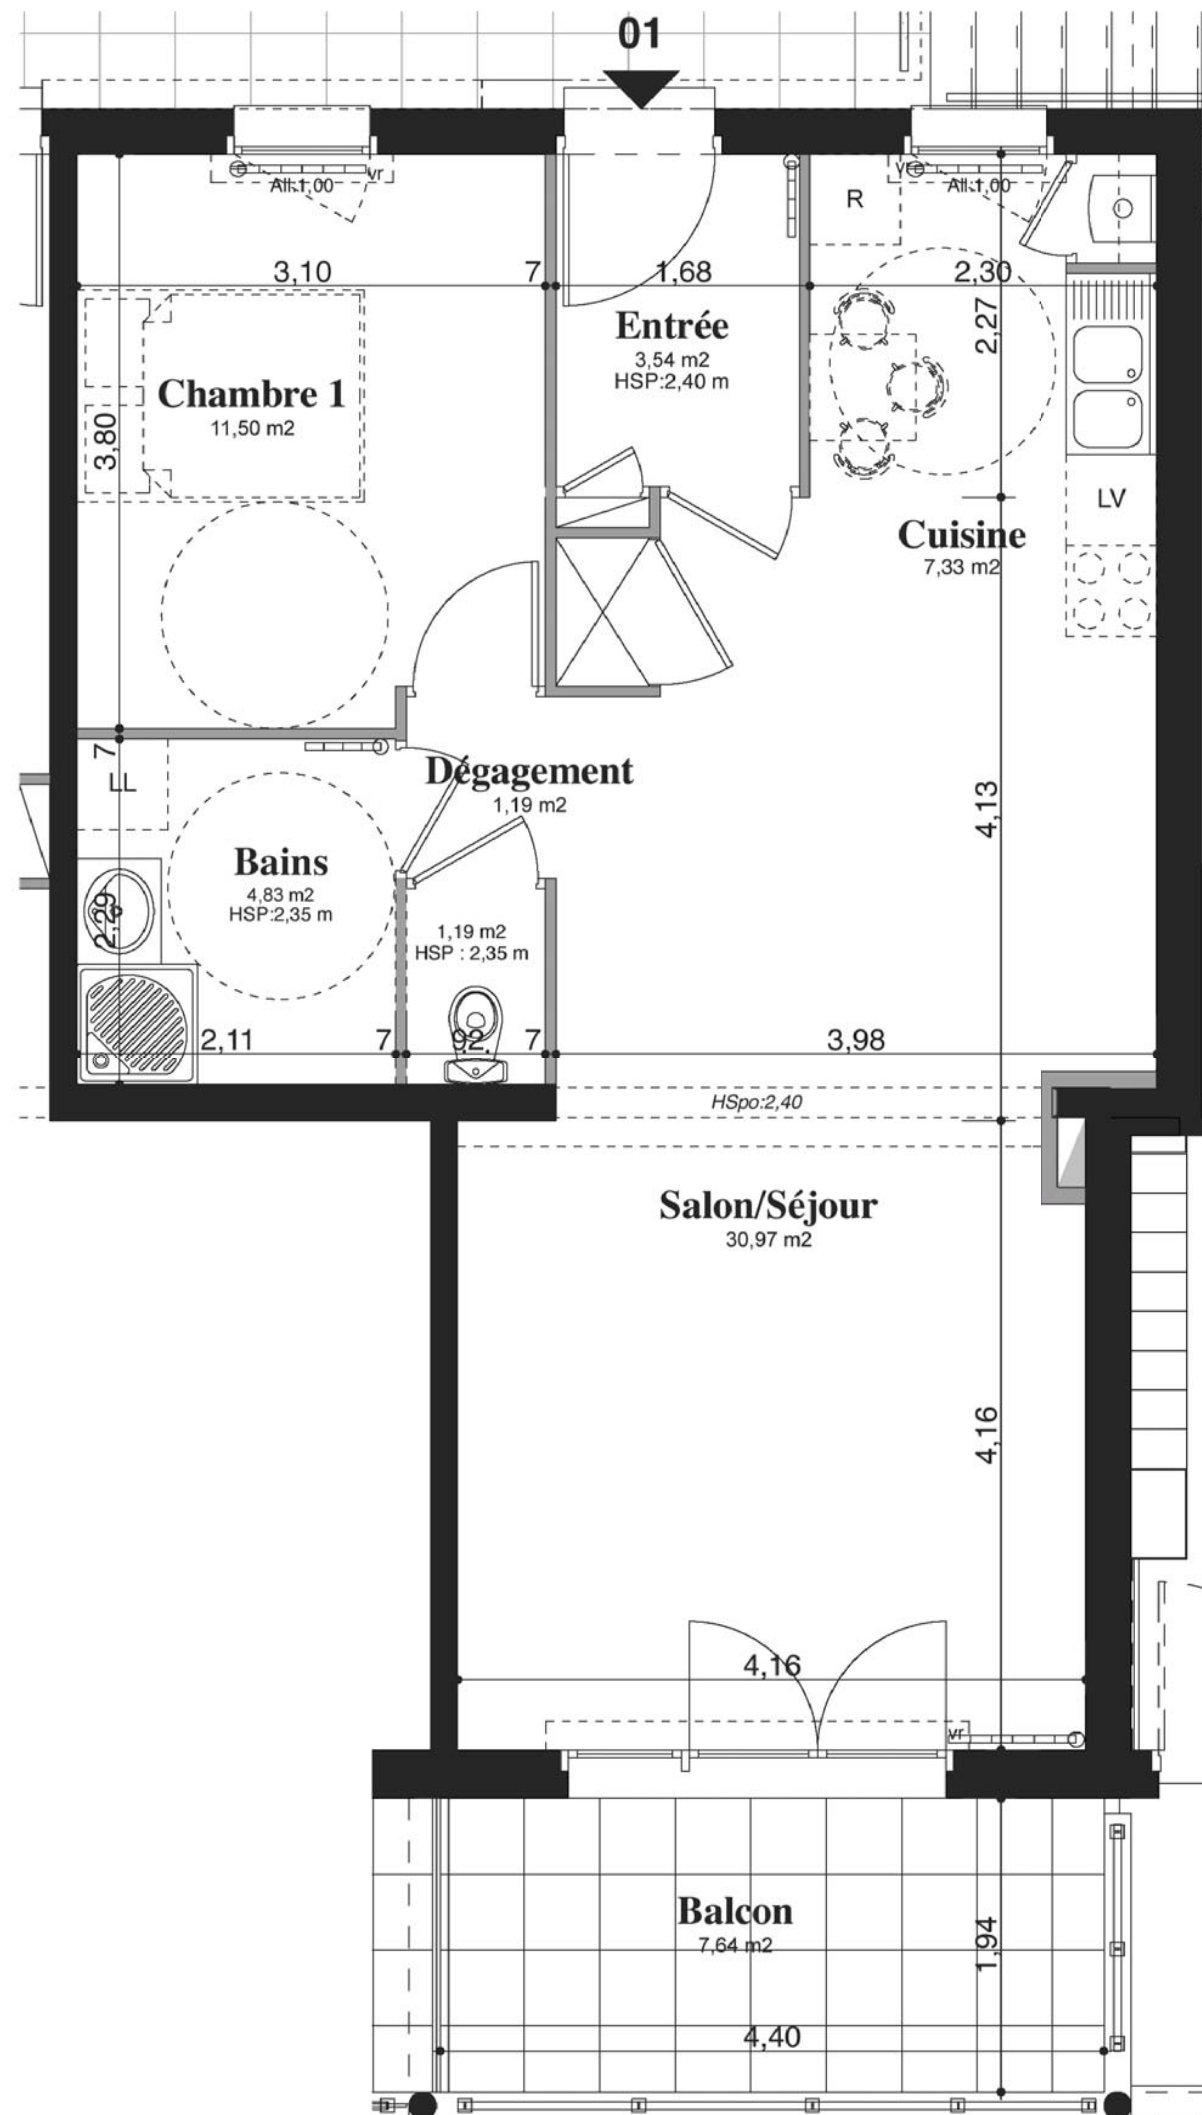 01
All:1,00
vr
vr
All:1,00
R
3,10
7
1,68
2,30
2,27
Entrée
3,54 m2
HSP:2,40 m
Chambre 1
11,50 m2
3,80
LV
Cuisine
7,33 m2
7
LL
Dégagement
1,19 m2
4,13
Bains
4,83 m2
HSP:2,35 m
2,29
1,19 m2
HSP : 2,35 m
2,11
7
92
7
3,98
HSpo:2,40
Salon/Séjour
30,97 m2
4,16
4,16
vr
Balcon
7,64 m2
1,94
4,40